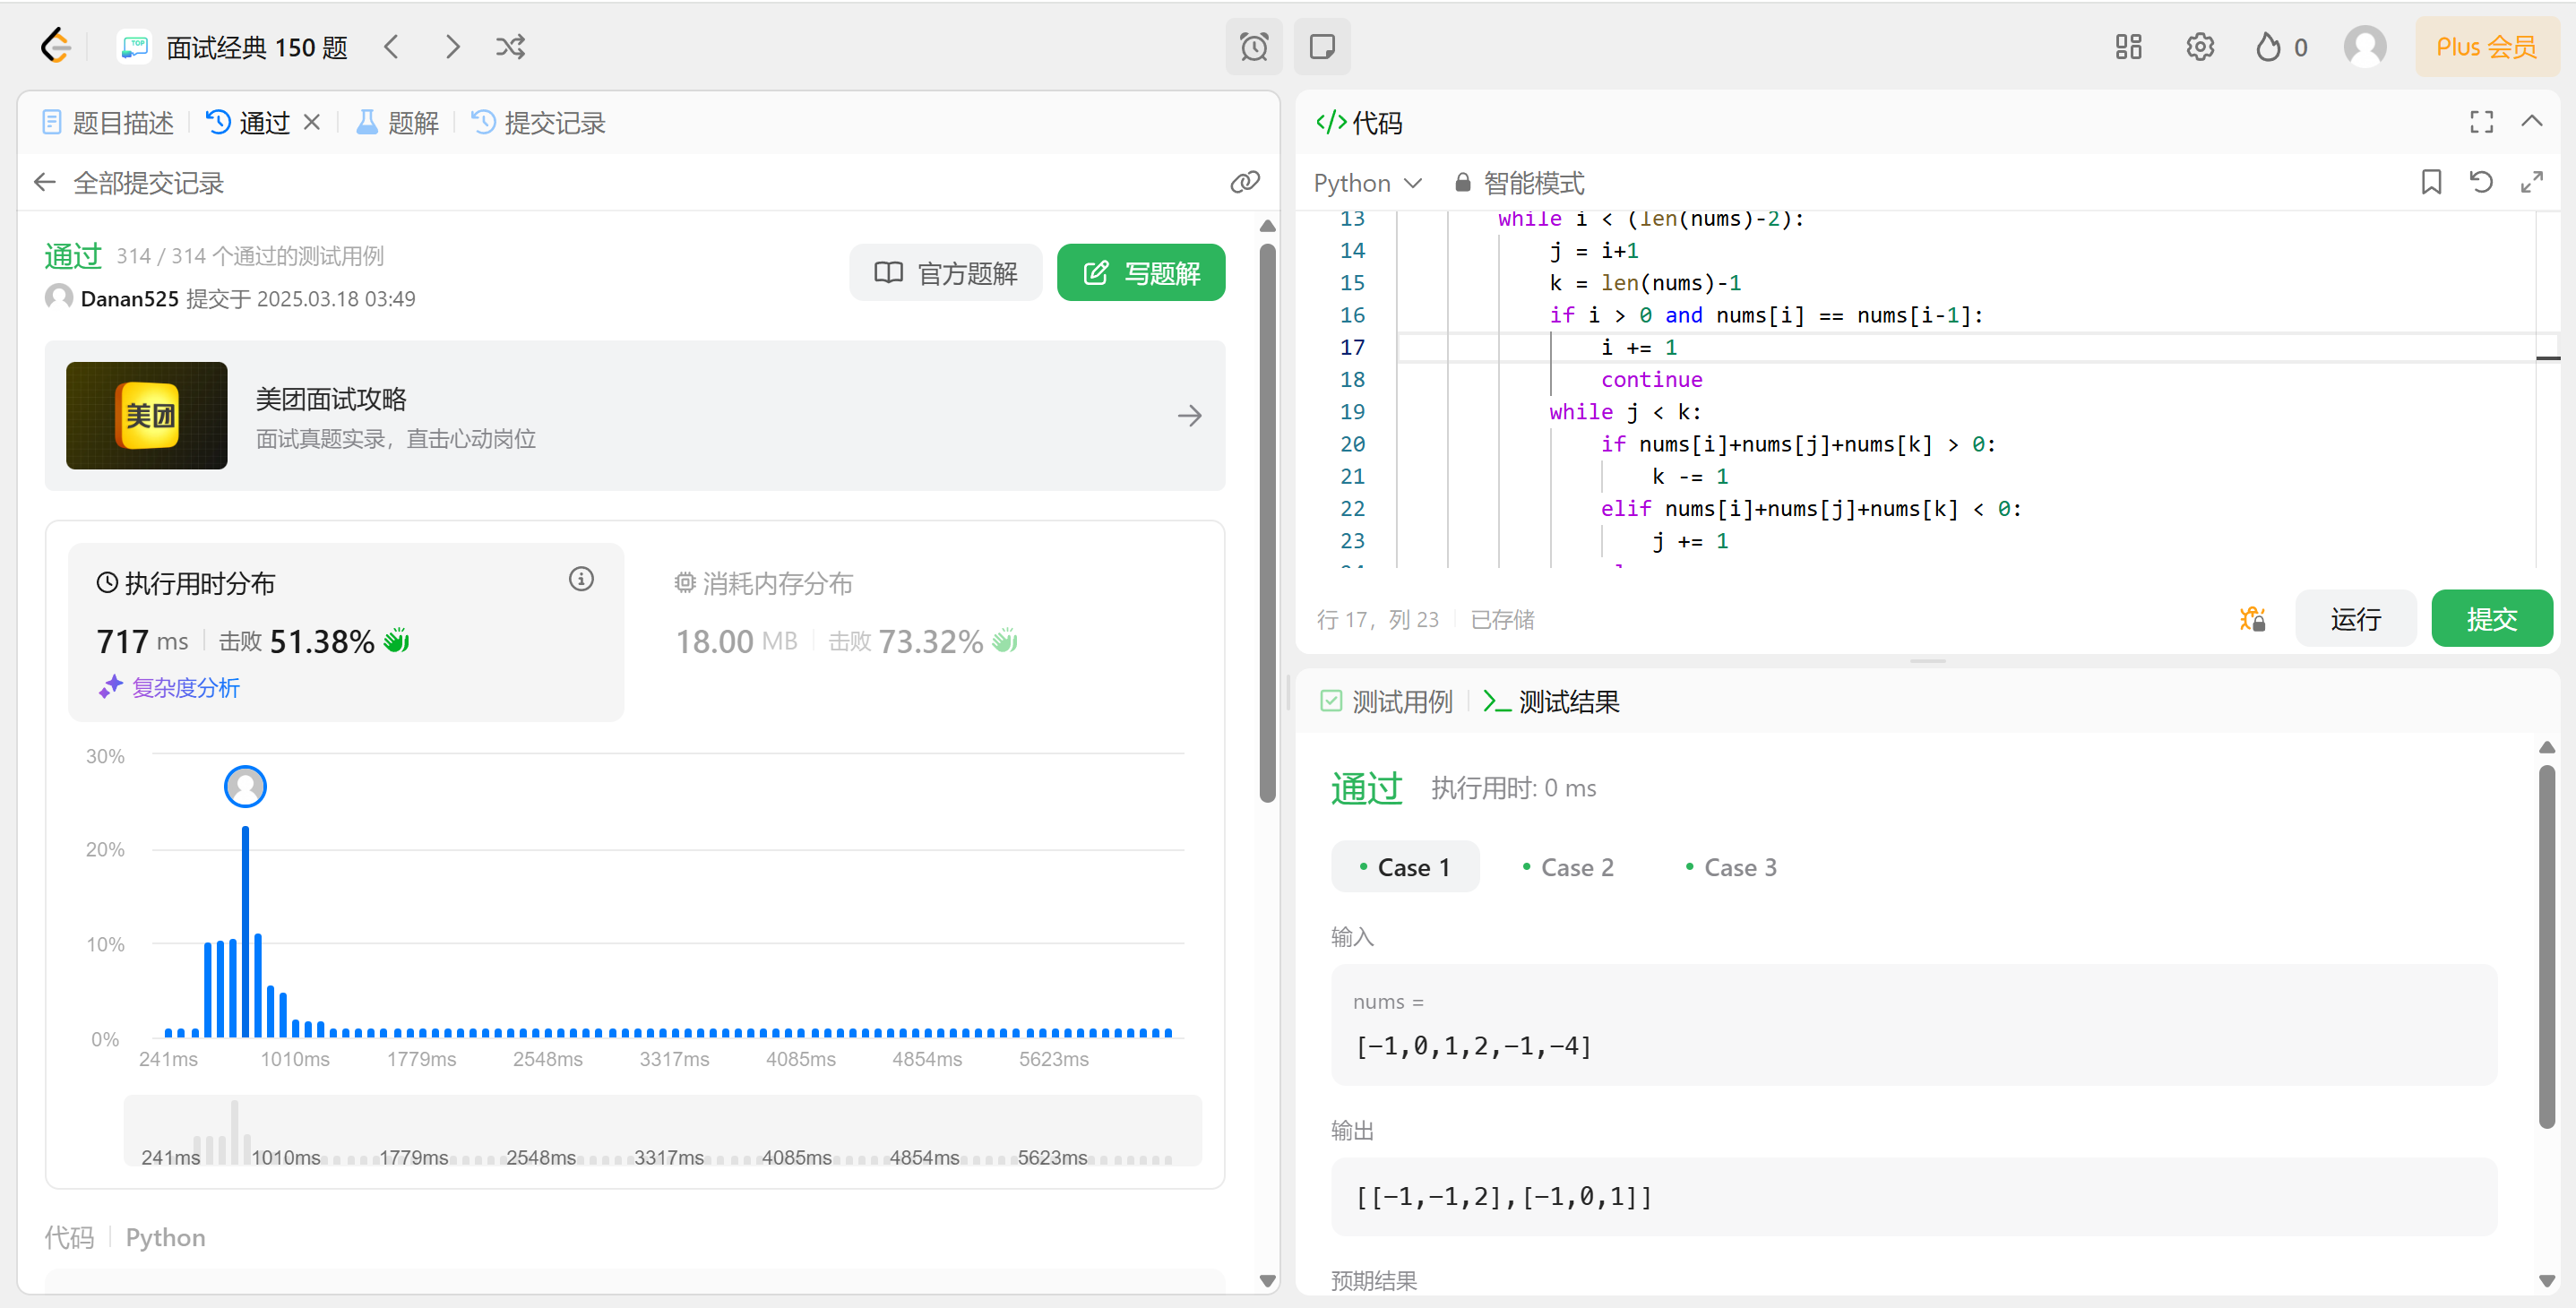 面试经典 150 题
0
Plus 会员
题目描述 通过 题解 提交记录
全部提交记录
通过 314 / 314 个通过的测试用例
Danan525 提交于 2025.03.18 03:49
官方题解
写题解
美团
美团面试攻略
面试真题实录，直击心动岗位
执行用时分布
717 ms 击败 51.38%
复杂度分析
消耗内存分布
18.00 MB 击败 73.32%
30%
20%
10%
0%
241ms 1010ms 1779ms 2548ms 3317ms 4085ms 4854ms 5623ms
241ms 1010ms 1779ms 2548ms 3317ms 4085ms 4854ms 5623ms
代码 Python
</>代码
Python 智能模式
13 while i < (len(nums)-2):
14 j = i+1
15 k = len(nums)-1
16 if i > 0 and nums[i] == nums[i-1]:
17 i += 1
18 continue
19 while j < k:
20 if nums[i]+nums[j]+nums[k] > 0:
21 k -= 1
22 elif nums[i]+nums[j]+nums[k] < 0:
23 j += 1
行 17，列 23 已存储
运行
提交
测试用例 测试结果
通过 执行用时: 0 ms
Case 1 Case 2 Case 3
输入
nums =
[-1,0,1,2,-1,-4]
输出
[[-1,-1,2],[-1,0,1]]
预期结果